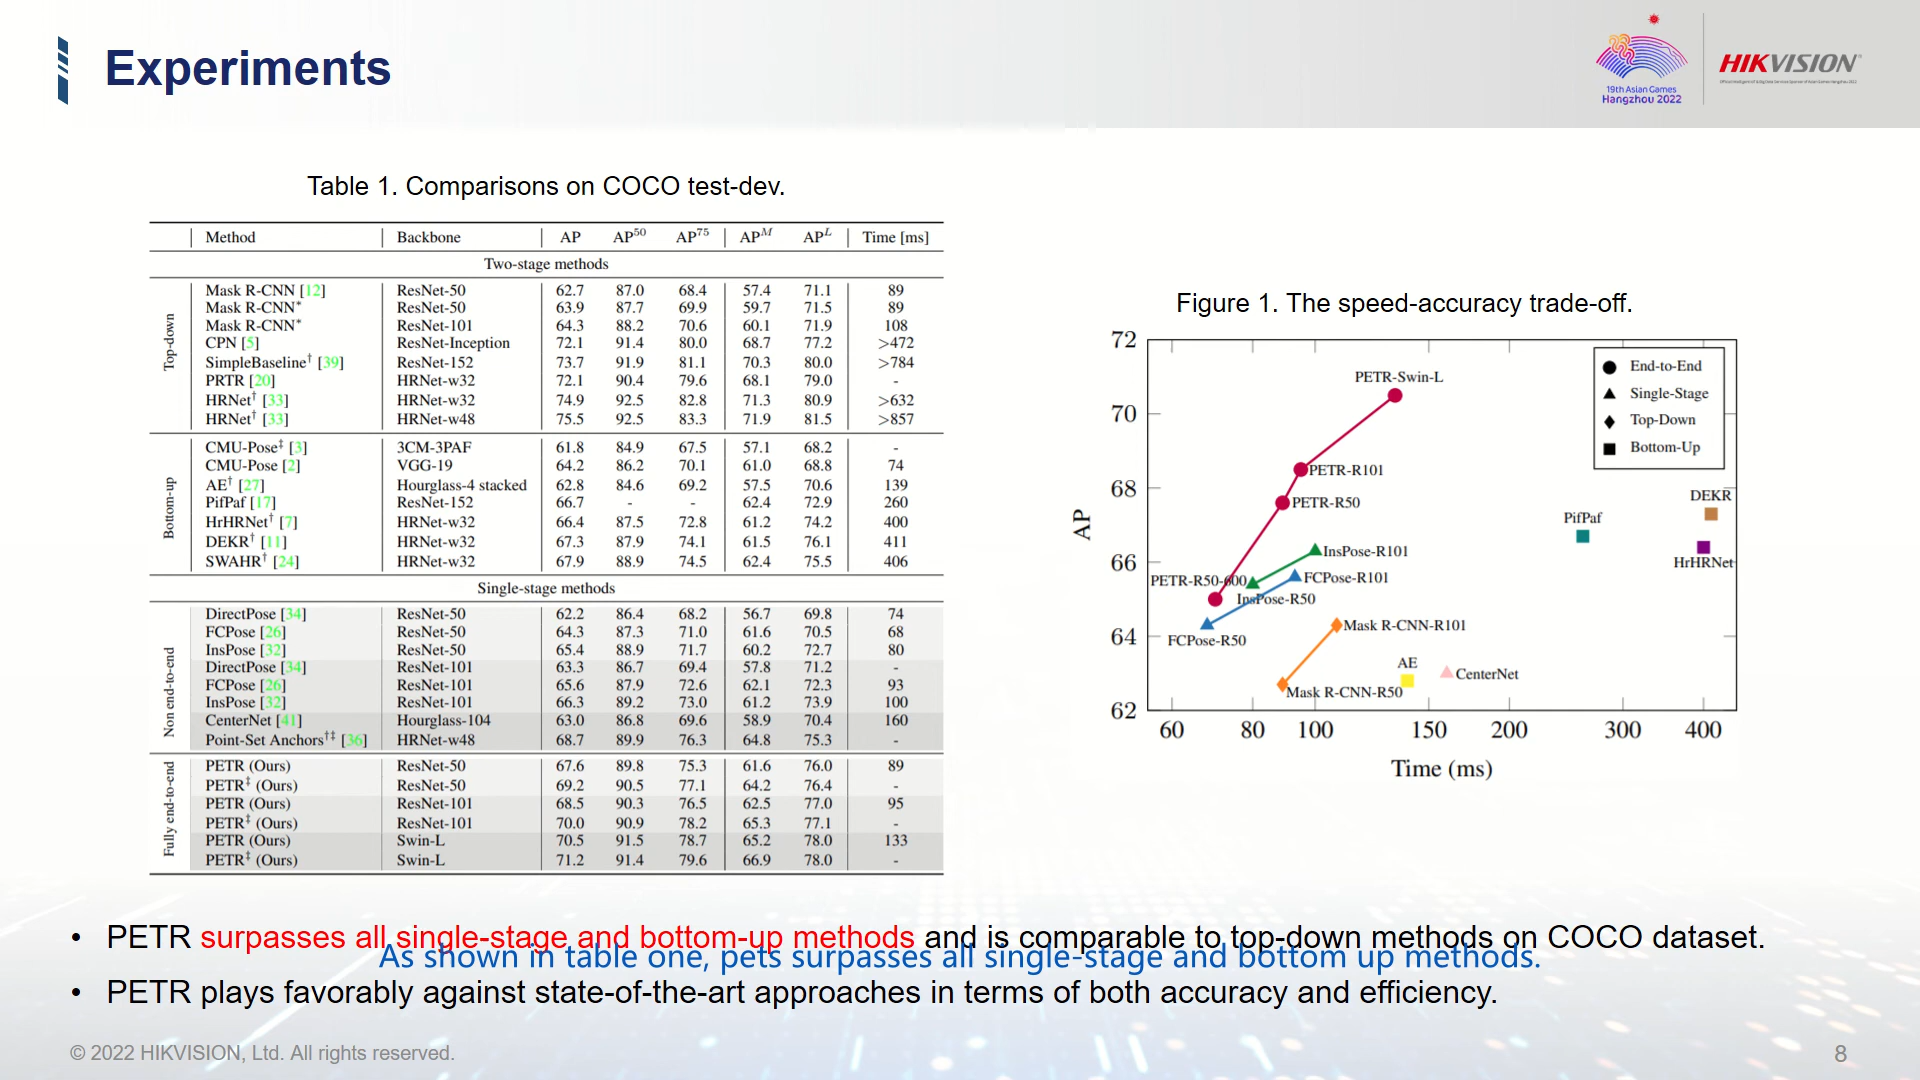 Experiments
19th Asian Games
Hangzhou 2022
HIKVISION
Table 1. Comparisons on COCO test-dev.
Method Backbone AP AP50 AP75 APM APL Time [ms]
Two-stage methods
Top-down
Mask R-CNN [12] ResNet-50 62.7 87.0 68.4 57.4 71.1 89
Mask R-CNN* ResNet-50 63.9 87.7 69.9 59.7 71.5 89
Mask R-CNN* ResNet-101 64.3 88.2 70.6 60.1 71.9 108
CPN [5] ResNet-Inception 72.1 91.4 80.0 68.7 77.2 >472
SimpleBaseline† [39] ResNet-152 73.7 91.9 81.1 70.3 80.0 >784
PRTR [20] HRNet-w32 72.1 90.4 79.6 68.1 79.0 -
HRNet† [33] HRNet-w32 74.9 92.5 82.8 71.3 80.9 >632
HRNet† [33] HRNet-w48 75.5 92.5 83.3 71.9 81.5 >857
Bottom-up
CMU-Pose‡ [3] 3CM-3PAF 61.8 84.9 67.5 57.1 68.2 -
CMU-Pose [2] VGG-19 64.2 86.2 70.1 61.0 68.8 74
AE† [27] Hourglass-4 stacked 62.8 84.6 69.2 57.5 70.6 139
PifPaf [17] ResNet-152 66.7 - - 62.4 72.9 260
HrHRNet† [7] HRNet-w32 66.4 87.5 72.8 61.2 74.2 400
DEKR† [11] HRNet-w32 67.3 87.9 74.1 61.5 76.1 411
SWAHR† [24] HRNet-w32 67.9 88.9 74.5 62.4 75.5 406
Single-stage methods
Non end-to-end
DirectPose [34] ResNet-50 62.2 86.4 68.2 56.7 69.8 74
FCPose [26] ResNet-50 64.3 87.3 71.0 61.6 70.5 68
InsPose [32] ResNet-50 65.4 88.9 71.7 60.2 72.7 80
DirectPose [34] ResNet-101 63.3 86.7 69.4 57.8 71.2 -
FCPose [26] ResNet-101 65.6 87.9 72.6 62.1 72.3 93
InsPose [32] ResNet-101 66.3 89.2 73.0 61.2 73.9 100
CenterNet [41] Hourglass-104 63.0 86.8 69.6 58.9 70.4 160
Point-Set Anchors†‡ [36] HRNet-w48 68.7 89.9 76.3 64.8 75.3 -
Fully end-to-end
PETR (Ours) ResNet-50 67.6 89.8 75.3 61.6 76.0 89
PETR‡ (Ours) ResNet-50 69.2 90.5 77.1 64.2 76.4 -
PETR (Ours) ResNet-101 68.5 90.3 76.5 62.5 77.0 95
PETR‡ (Ours) ResNet-101 70.0 90.9 78.2 65.3 77.1 -
PETR (Ours) Swin-L 70.5 91.5 78.7 65.2 78.0 133
PETR‡ (Ours) Swin-L 71.2 91.4 79.6 66.9 78.0 -
Figure 1. The speed-accuracy trade-off.
72
70
68
66
64
62
AP
End-to-End
Single-Stage
Top-Down
Bottom-Up
PETR-Swin-L
PETR-R101
PETR-R50
DEKR
PifPaf
HrHRNet
InsPose-R101
PETR-R50-600
FCPose-R101
InsPose-R50
FCPose-R50
Mask R-CNN-R101
AE
CenterNet
Mask R-CNN-R50
60 80 100 150 200 300 400
Time (ms)
• PETR surpasses all single-stage and bottom-up methods and is comparable to top-down methods on COCO dataset.
As shown in table one, pets surpasses all single-stage and bottom up methods.
• PETR plays favorably against state-of-the-art approaches in terms of both accuracy and efficiency.
© 2022 HIKVISION, Ltd. All rights reserved.
8